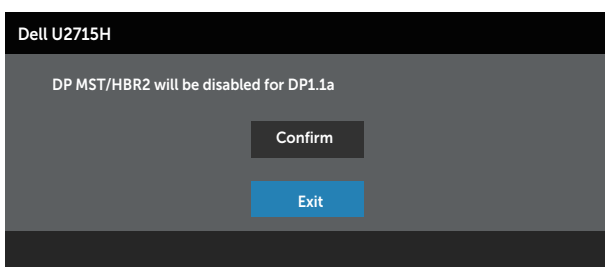 Dell U2715H
DP MST/HBR2 will be disabled for DP1.1a
Confirm
Exit